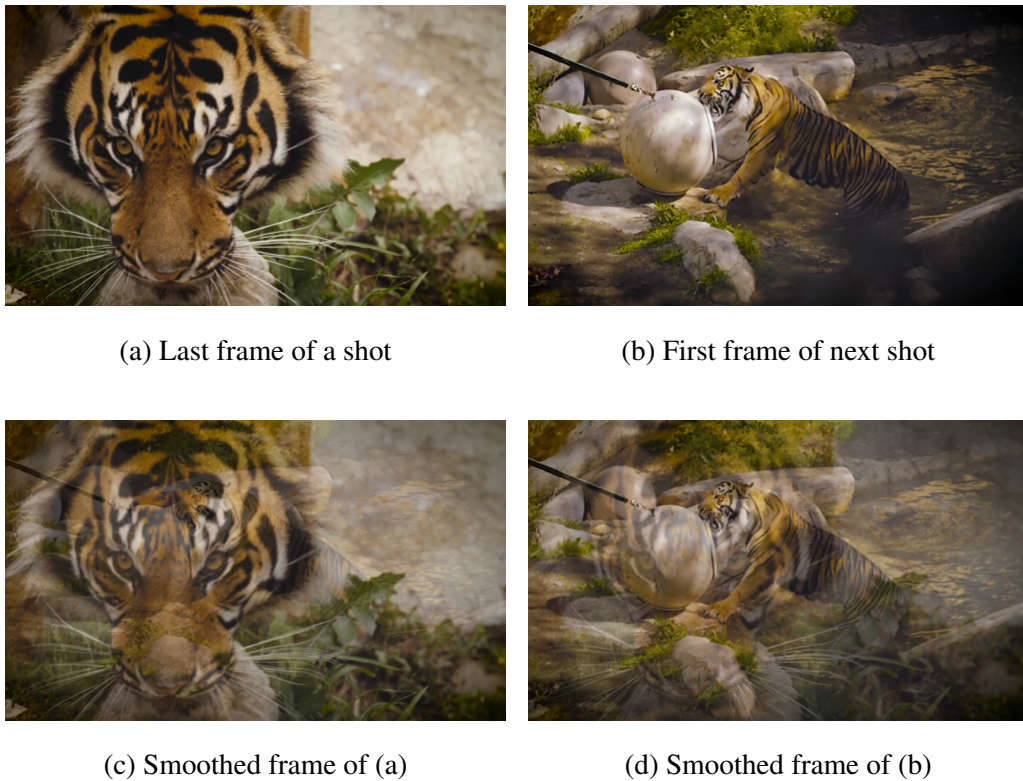 (a) Last frame of a shot
(b) First frame of next shot
(c) Smoothed frame of (a)
(d) Smoothed frame of (b)